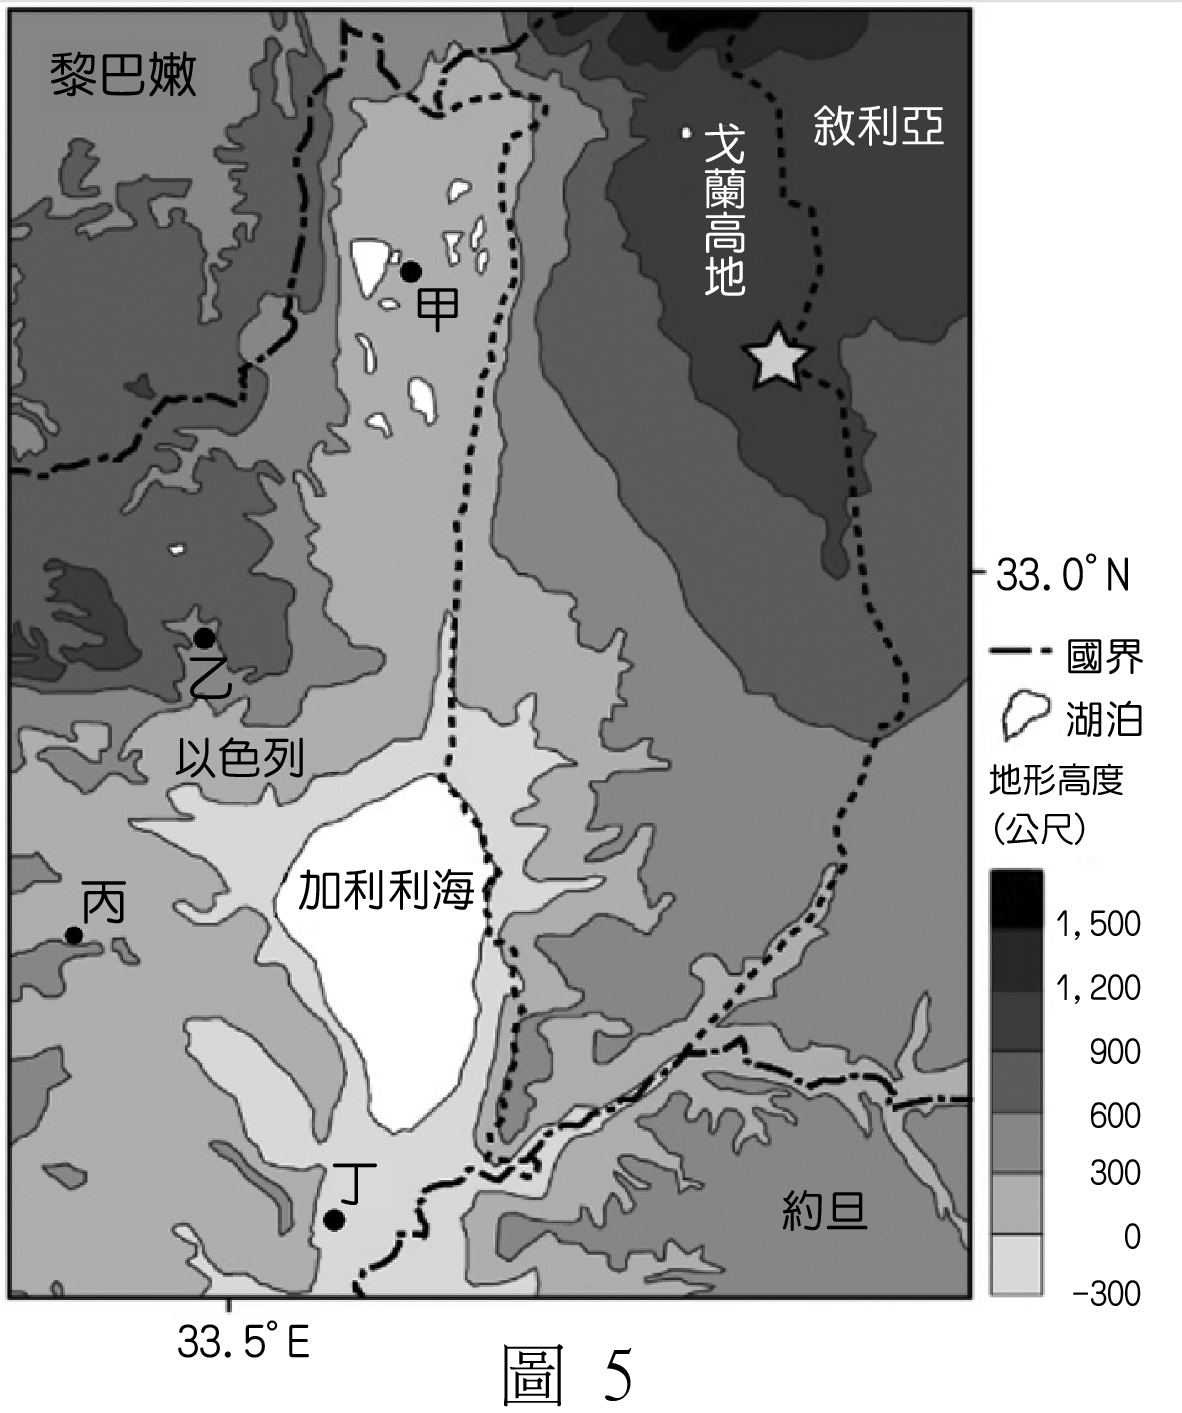 黎巴嫩
敘利亞
戈蘭高地
甲
33.0°N
國界
湖泊
乙
以色列
地形高度
(公尺)
加利利海
丙
1,500
1,200
900
600
300
0
-300
丁
約旦
33.5°E
圖 5